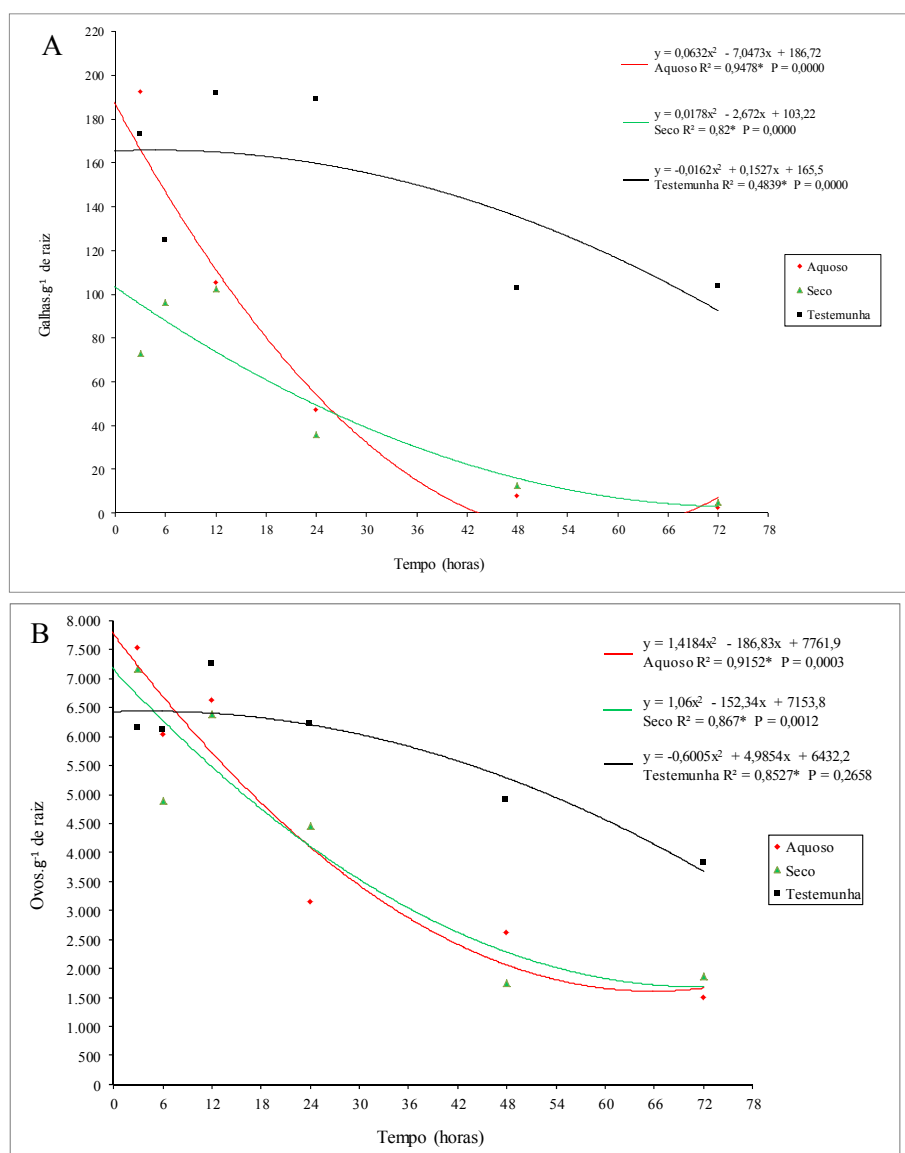 A
y = 0,0632x² - 7,0473x + 186,72
Aquoso R² = 0,9478* P = 0,0000
y = 0,0178x² - 2,672x + 103,22
Seco R² = 0,82* P = 0,0000
y = -0,0162x² + 0,1527x + 165,5
Testemunha R² = 0,4839* P = 0,0000
Aquoso
Seco
Testemunha
Galhas.g⁻¹ de raiz
220
200
180
160
140
120
100
80
60
40
20
0
0 6 12 18 24 30 36 42 48 54 60 66 72 78
Tempo (horas)
B
y = 1,4184x² - 186,83x + 7761,9
Aquoso R² = 0,9152* P = 0,0003
y = 1,06x² - 152,34x + 7153,8
Seco R² = 0,867* P = 0,0012
y = -0,6005x² + 4,9854x + 6432,2
Testemunha R² = 0,8527* P = 0,2658
Aquoso
Seco
Testemunha
Ovos.g⁻¹ de raiz
8.000
7.500
7.000
6.500
6.000
5.500
5.000
4.500
4.000
3.500
3.000
2.500
2.000
1.500
1.000
500
0
0 6 12 18 24 30 36 42 48 54 60 66 72 78
Tempo (horas)